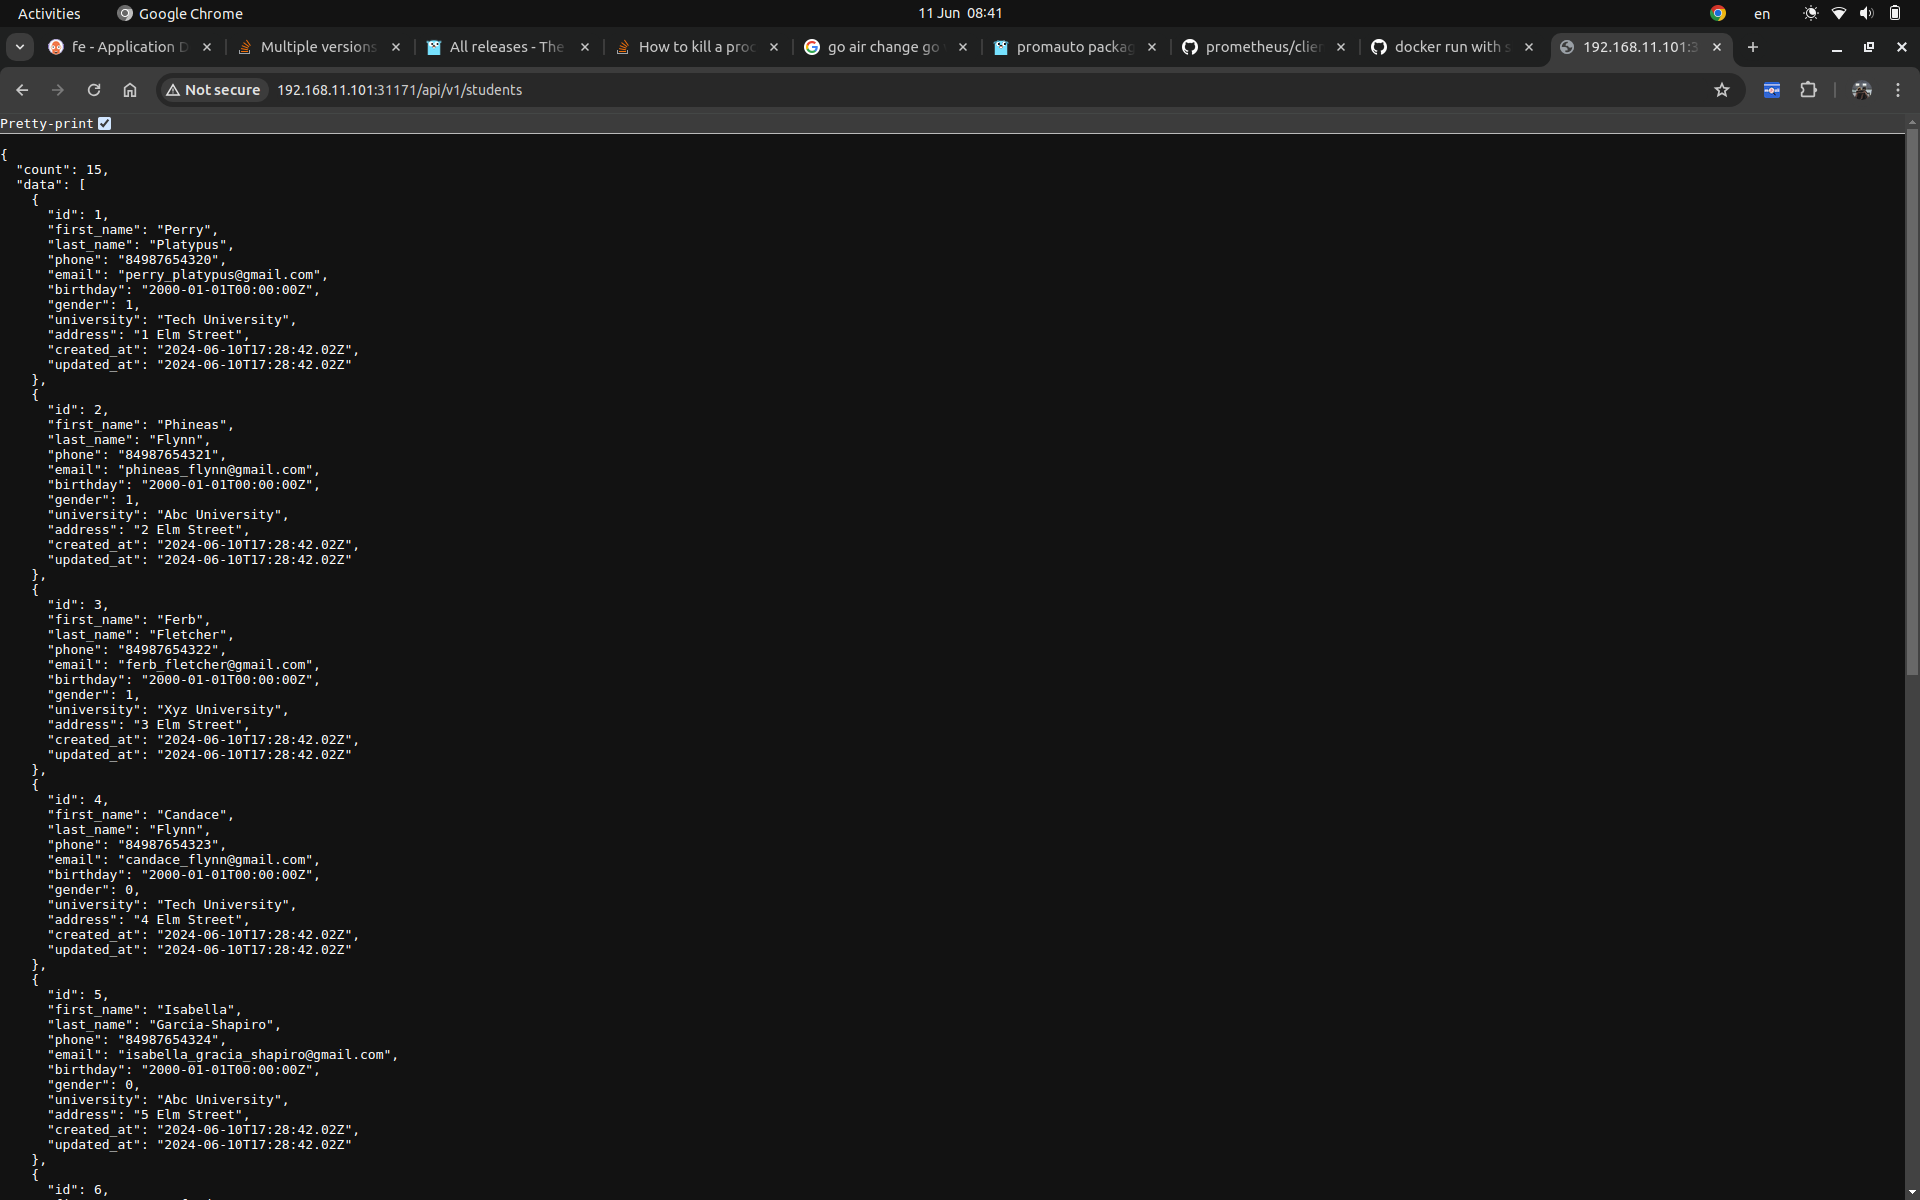 Activities Google Chrome 11 Jun 08:41 en
fe - Application D Multiple versions All releases - The How to kill a proc go air change go promauto packag prometheus/clien docker run with s 192.168.11.101:3
Not secure 192.168.11.101:31171/api/v1/students
Pretty-print
{
"count": 15,
"data": [
{
"id": 1,
"first_name": "Perry",
"last_name": "Platypus",
"phone": "84987654320",
"email": "perry_platypus@gmail.com",
"birthday": "2000-01-01T00:00:00Z",
"gender": 1,
"university": "Tech University",
"address": "1 Elm Street",
"created_at": "2024-06-10T17:28:42.02Z",
"updated_at": "2024-06-10T17:28:42.02Z"
},
{
"id": 2,
"first_name": "Phineas",
"last_name": "Flynn",
"phone": "84987654321",
"email": "phineas_flynn@gmail.com",
"birthday": "2000-01-01T00:00:00Z",
"gender": 1,
"university": "Abc University",
"address": "2 Elm Street",
"created_at": "2024-06-10T17:28:42.02Z",
"updated_at": "2024-06-10T17:28:42.02Z"
},
{
"id": 3,
"first_name": "Ferb",
"last_name": "Fletcher",
"phone": "84987654322",
"email": "ferb_fletcher@gmail.com",
"birthday": "2000-01-01T00:00:00Z",
"gender": 1,
"university": "Xyz University",
"address": "3 Elm Street",
"created_at": "2024-06-10T17:28:42.02Z",
"updated_at": "2024-06-10T17:28:42.02Z"
},
{
"id": 4,
"first_name": "Candace",
"last_name": "Flynn",
"phone": "84987654323",
"email": "candace_flynn@gmail.com",
"birthday": "2000-01-01T00:00:00Z",
"gender": 0,
"university": "Tech University",
"address": "4 Elm Street",
"created_at": "2024-06-10T17:28:42.02Z",
"updated_at": "2024-06-10T17:28:42.02Z"
},
{
"id": 5,
"first_name": "Isabella",
"last_name": "Garcia-Shapiro",
"phone": "84987654324",
"email": "isabella_gracia_shapiro@gmail.com",
"birthday": "2000-01-01T00:00:00Z",
"gender": 0,
"university": "Abc University",
"address": "5 Elm Street",
"created_at": "2024-06-10T17:28:42.02Z",
"updated_at": "2024-06-10T17:28:42.02Z"
},
{
"id": 6,